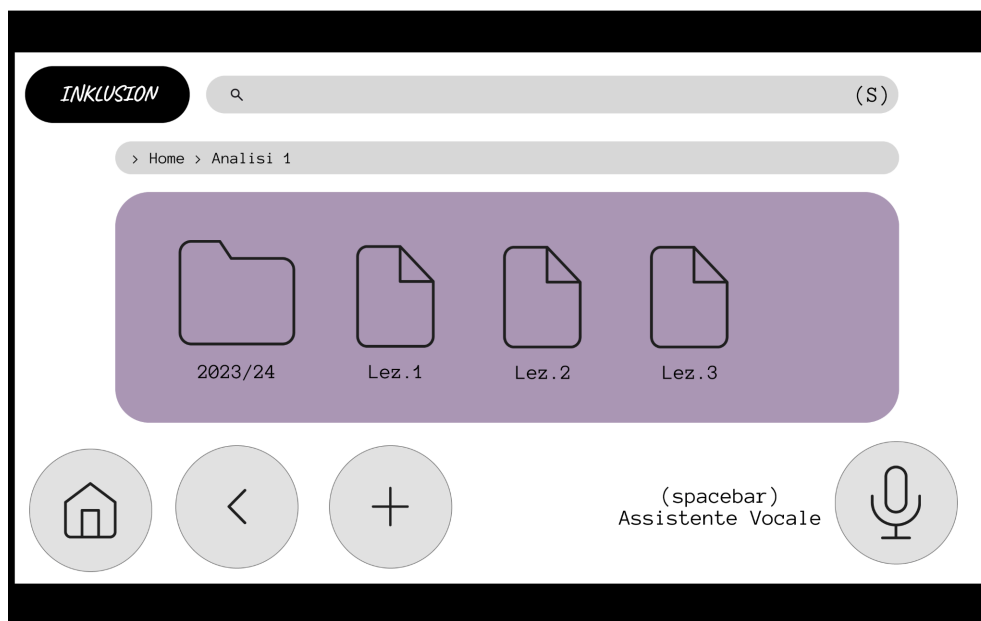 INKLUSION
(S)
> Home > Analisi 1
2023/24
Lez.1
Lez.2
Lez.3
(spacebar)
Assistente Vocale